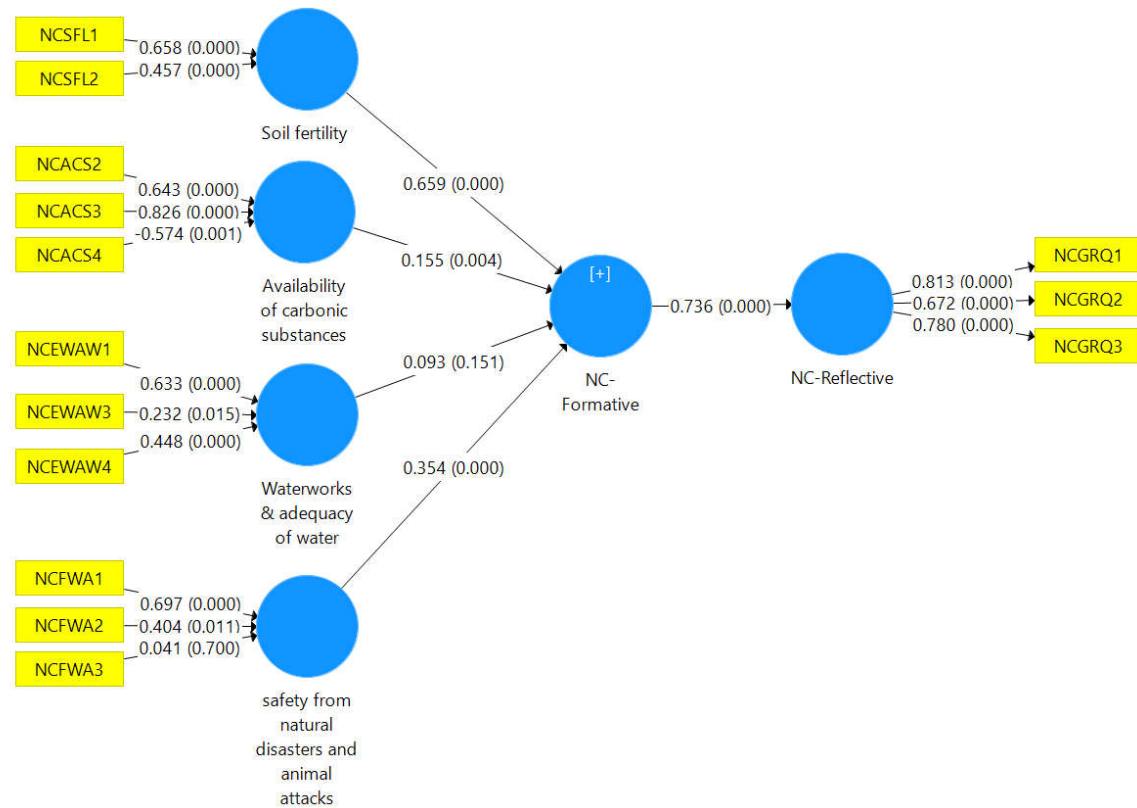 NCSFL1
0.658 (0.000)
NCSFL2
0.457 (0.000)
Soil fertility
NCACS2
0.643 (0.000)
NCACS3
0.826 (0.000)
NCACS4
-0.574 (0.001)
Availability
of carbonic
substances
NCEWAW1
0.633 (0.000)
NCEWAW3
0.232 (0.015)
NCEWAW4
0.448 (0.000)
Waterworks
& adequacy
of water
NCFWA1
0.697 (0.000)
NCFWA2
0.404 (0.011)
NCFWA3
0.041 (0.700)
safety from
natural
disasters and
animal
attacks
0.659 (0.000)
0.155 (0.004)
0.093 (0.151)
0.354 (0.000)
[+]
NC-
Formative
0.736 (0.000)
NC-Reflective
0.813 (0.000)
0.672 (0.000)
0.780 (0.000)
NCGRQ1
NCGRQ2
NCGRQ3